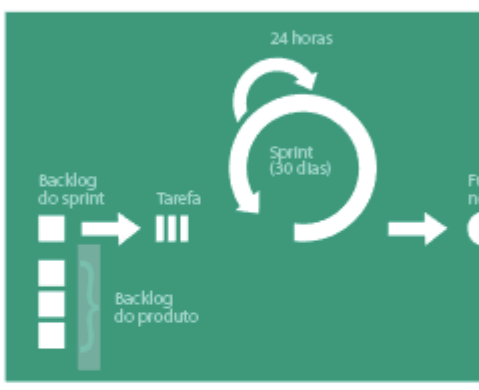 24 horas
Sprint
(30 dias)
Backlog
do sprint
Tarefa
Backlog
do produto